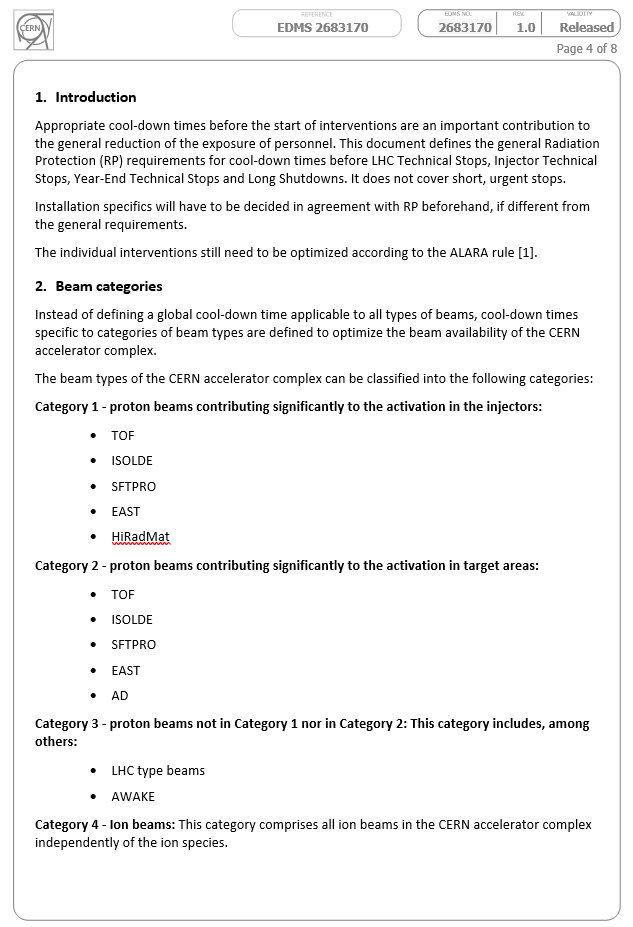 CERN
REFERENCE
EDMS 2683170
EDMS NO.
REV.
VALIDITY
2683170
1.0
Released
Page 4 of 8
1. Introduction
Appropriate cool-down times before the start of interventions are an important contribution to
the general reduction of the exposure of personnel. This document defines the general Radiation
Protection (RP) requirements for cool-down times before LHC Technical Stops, Injector Technical
Stops, Year-End Technical Stops and Long Shutdowns. It does not cover short, urgent stops.
Installation specifics will have to be decided in agreement with RP beforehand, if different from
the general requirements.
The individual interventions still need to be optimized according to the ALARA rule [1].
2. Beam categories
Instead of defining a global cool-down time applicable to all types of beams, cool-down times
specific to categories of beam types are defined to optimize the beam availability of the CERN
accelerator complex.
The beam types of the CERN accelerator complex can be classified into the following categories:
Category 1 - proton beams contributing significantly to the activation in the injectors:
• TOF
• ISOLDE
• SFTPRO
• EAST
• HiRadMat
Category 2 - proton beams contributing significantly to the activation in target areas:
• TOF
• ISOLDE
• SFTPRO
• EAST
• AD
Category 3 - proton beams not in Category 1 nor in Category 2: This category includes, among
others:
• LHC type beams
• AWAKE
Category 4 - Ion beams: This category comprises all ion beams in the CERN accelerator complex
independently of the ion species.